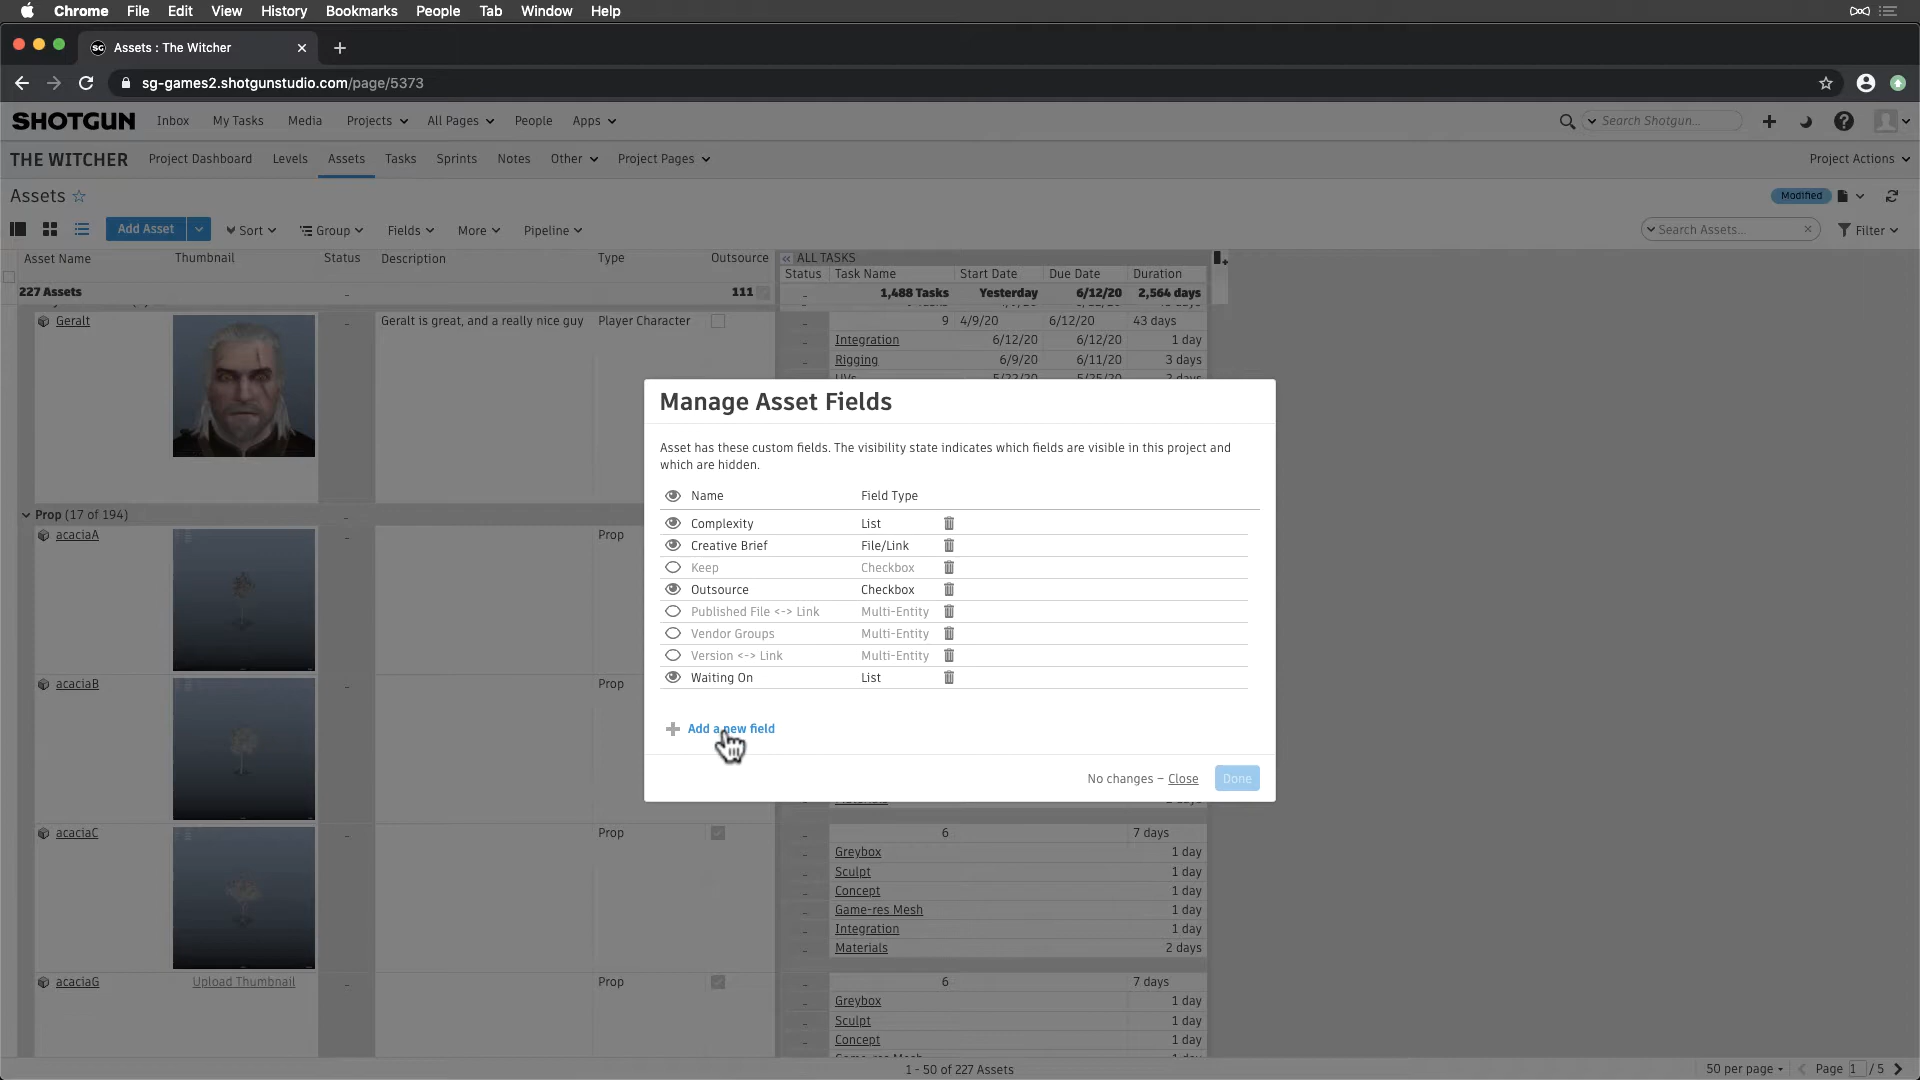 Chrome File Edit View History Bookmarks People Tab Window Help
SG Assets : The Witcher
sg-games2.shotgunstudio.com/page/5373
SHOTGUN Inbox My Tasks Media Projects All Pages People Apps Search Shotgun...
THE WITCHER Project Dashboard Levels Assets Tasks Sprints Notes Other Project Pages Project Actions
Assets Modified
Add Asset Sort Group Fields More Pipeline Search Assets... Filter
Asset Name Thumbnail Status Description Type Outsource ALL TASKS
Status Task Name Start Date Due Date Duration
227 Assets 111 1,488 Tasks Yesterday 6/12/20 2,564 days
Geralt Geralt is great, and a really nice guy Player Character 9 4/9/20 6/12/20 43 days
Integration 6/12/20 6/12/20 1 day
Rigging 6/9/20 6/11/20 3 days
Manage Asset Fields
Asset has these custom fields. The visibility state indicates which fields are visible in this project and
which are hidden.
Name Field Type
Complexity List
Creative Brief File/Link
Keep Checkbox
Outsource Checkbox
Published File <-> Link Multi-Entity
Vendor Groups Multi-Entity
Version <-> Link Multi-Entity
Waiting On List
Add a new field
No changes – Close Done
Prop (17 of 194)
acaciaA Prop
acaciaB Prop
acaciaC Prop 6 7 days
Greybox 1 day
Sculpt 1 day
Concept 1 day
Game-res Mesh 1 day
Integration 1 day
Materials 2 days
acaciaG Upload Thumbnail Prop 6 7 days
Greybox 1 day
Sculpt 1 day
Concept 1 day
1 - 50 of 227 Assets 50 per page Page 1 / 5